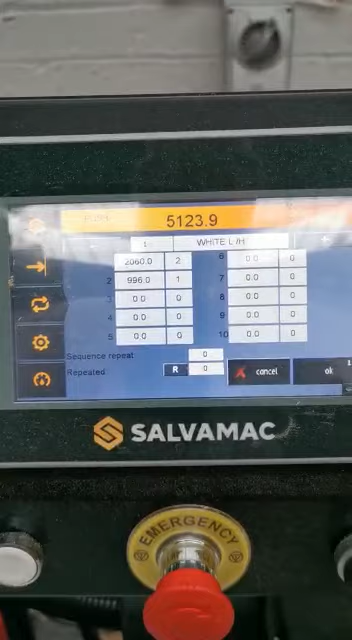 PUSH 5123.9
1 WHITE L /H
2060.0 2 6 0.0 0
2 996.0 1 7 0.0 0
3 0.0 0 8 0.0 0
4 0.0 0 9 0.0 0
5 0.0 0 10 0.0 0
Sequence repeat 0
Repeated R 0 cancel ok
SALVAMAC
EMERGENCY